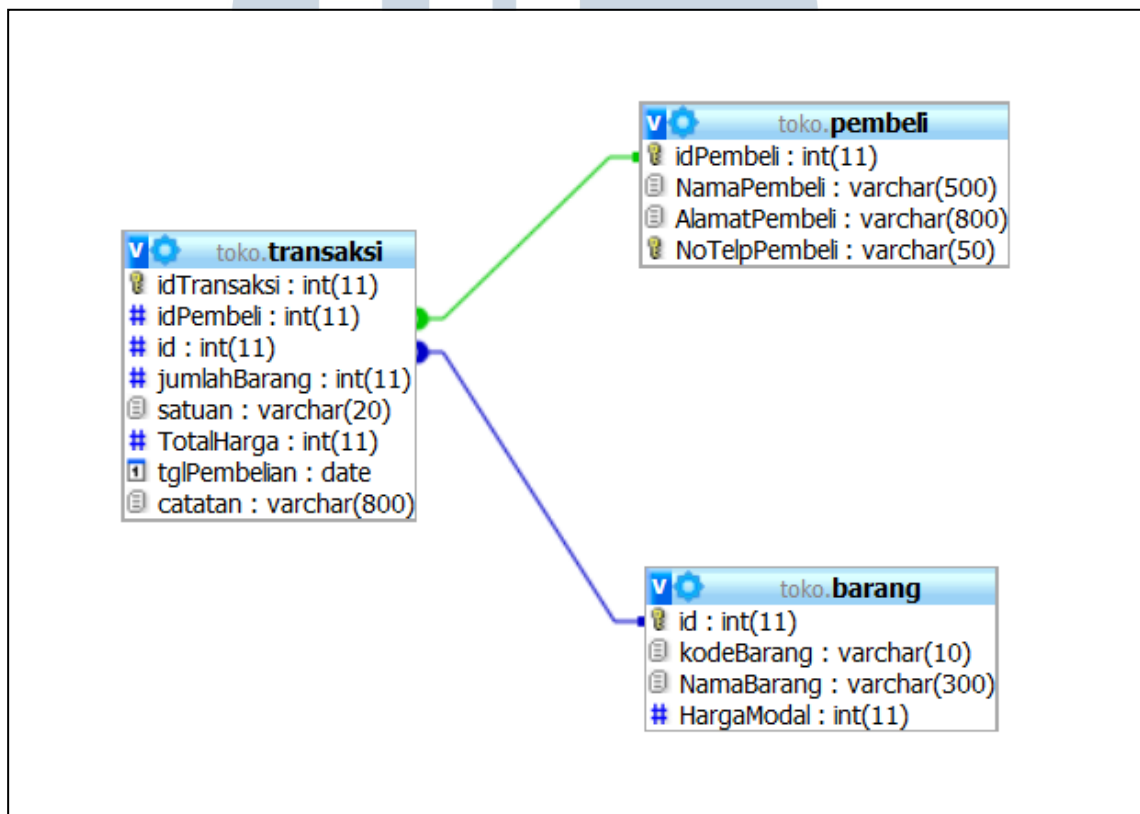 toko.transaksi
idTransaksi : int(11)
# idPembeli : int(11)
# id : int(11)
# jumlahBarang : int(11)
satuan : varchar(20)
# TotalHarga : int(11)
tglPembelian : date
catatan : varchar(800)
toko.pembeli
idPembeli : int(11)
NamaPembeli : varchar(500)
AlamatPembeli : varchar(800)
NoTelpPembeli : varchar(50)
toko.barang
id : int(11)
kodeBarang : varchar(10)
NamaBarang : varchar(300)
# HargaModal : int(11)